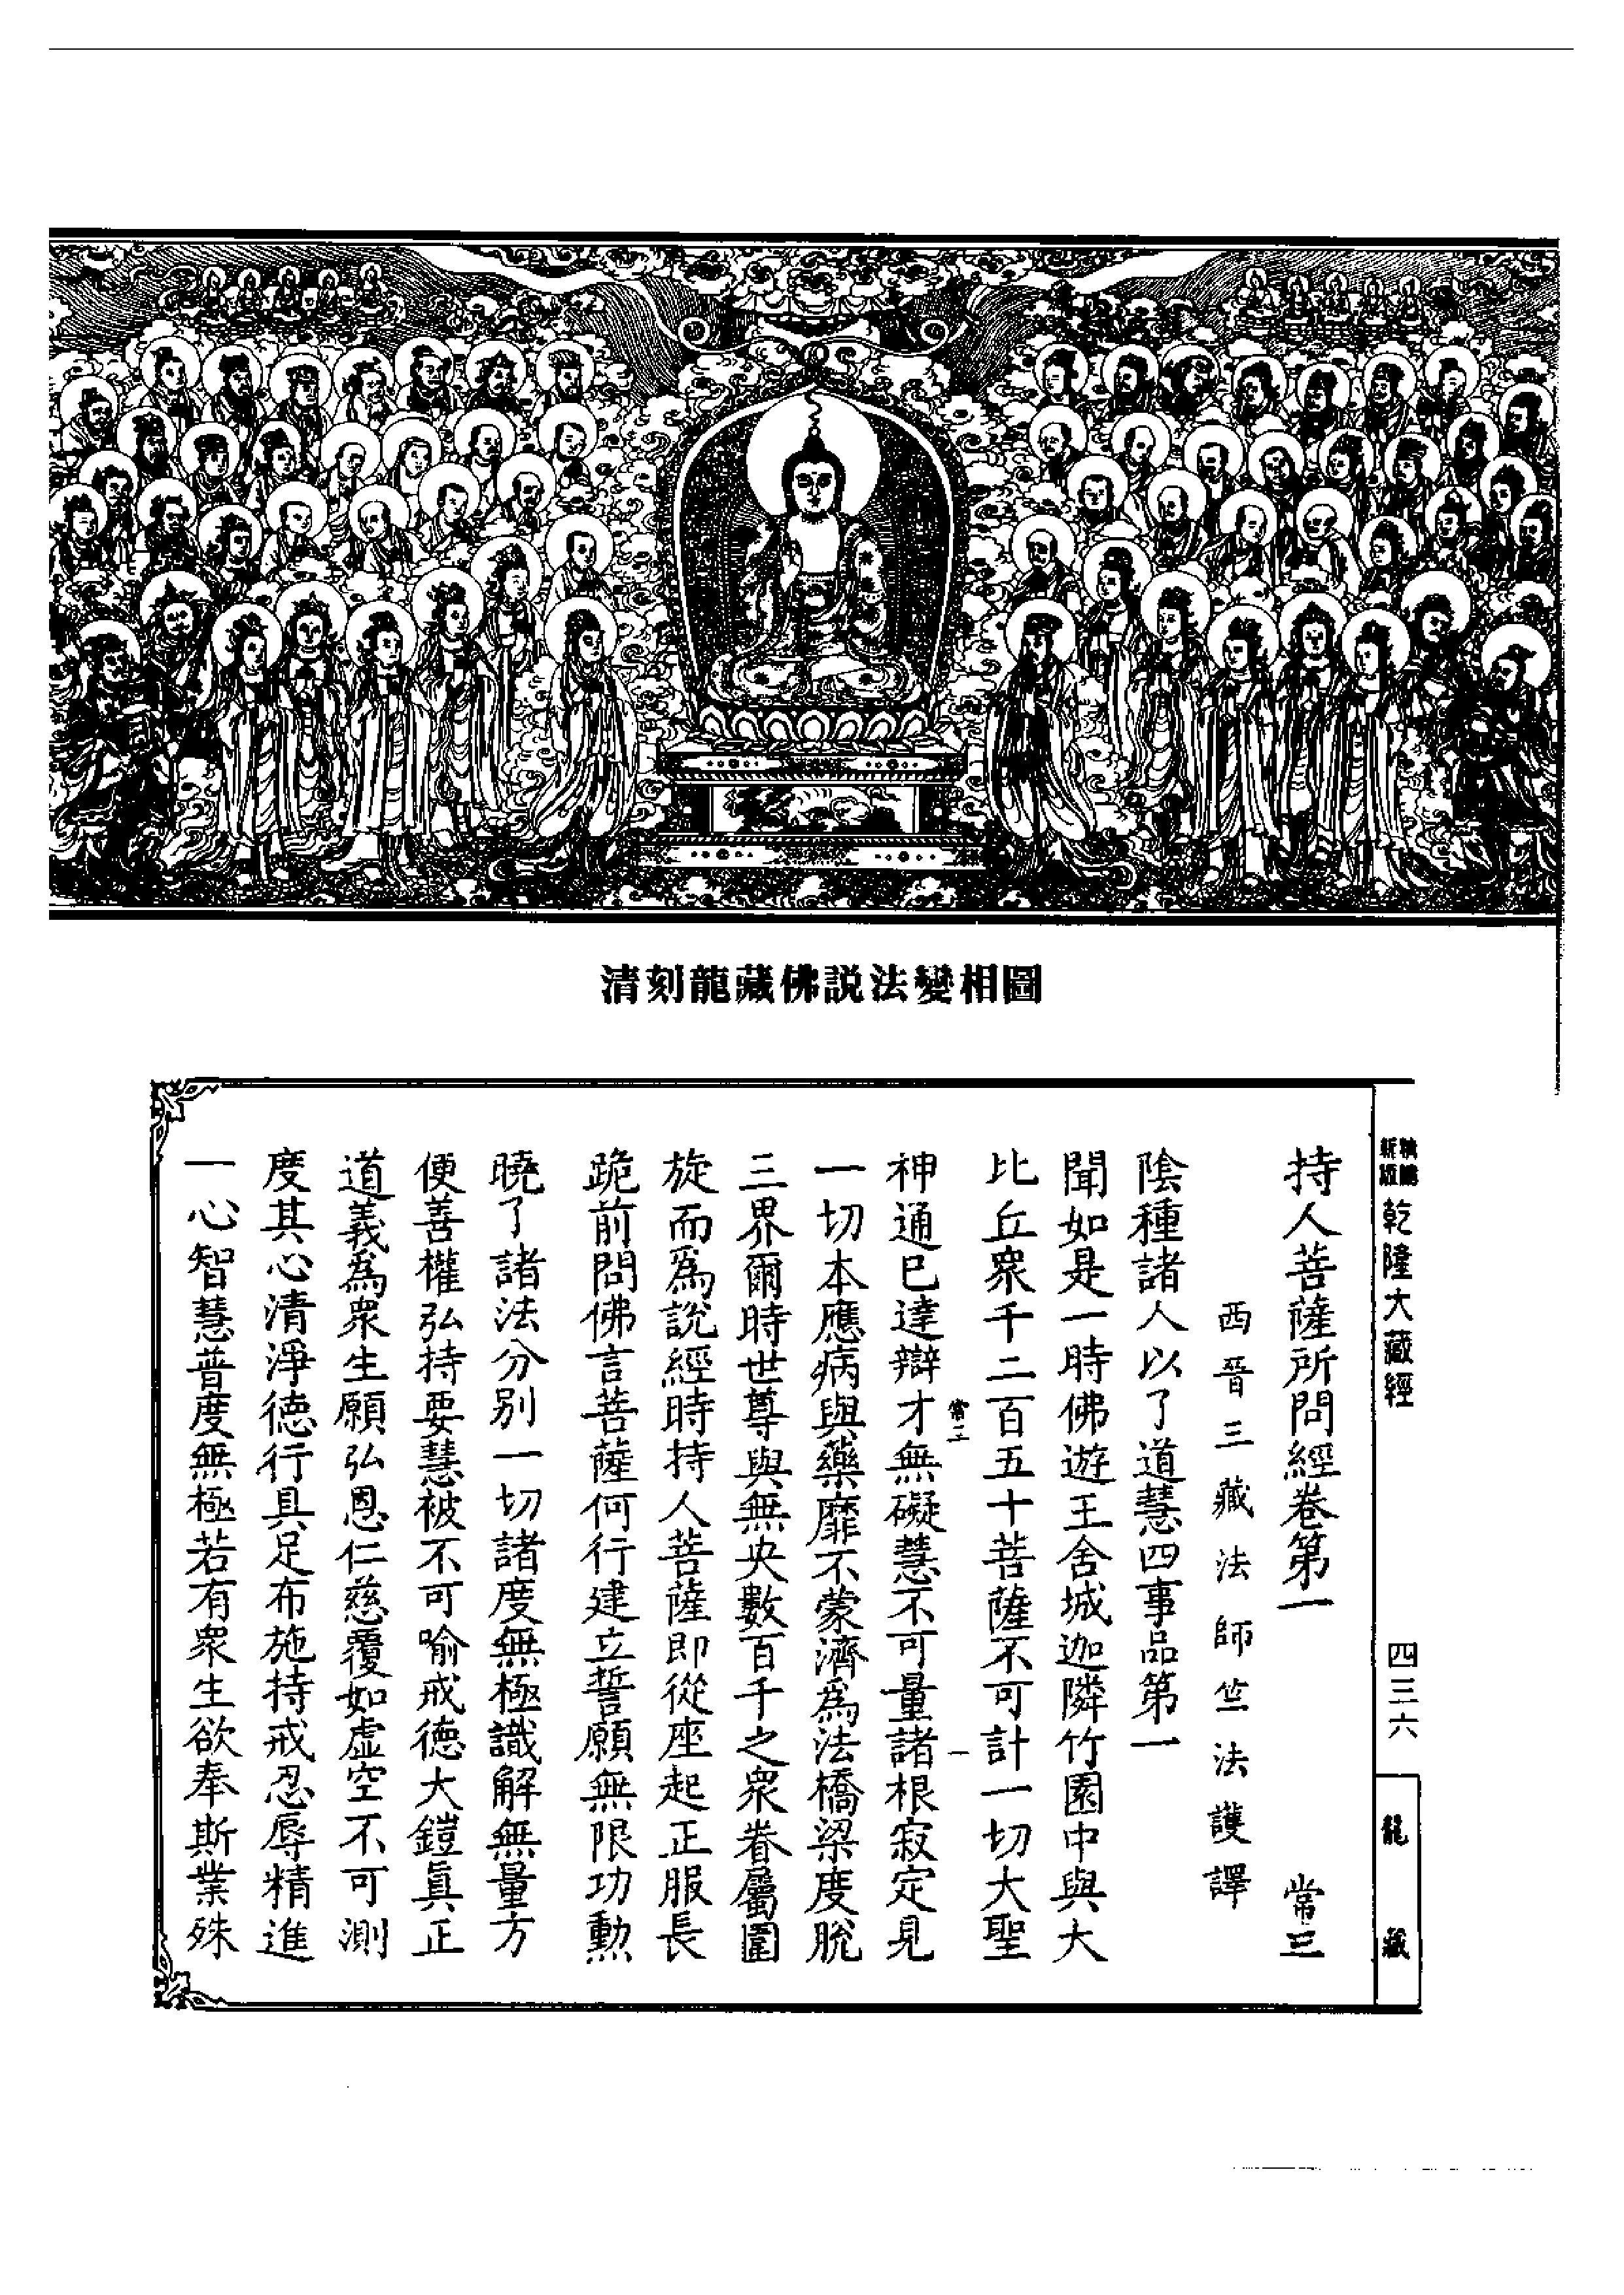 清刻龍藏佛説法變相圖
新版
精縮
乾隆大藏經
四三六
龍藏
持人菩薩所問經卷第一 常三
西晉三藏法師竺法護譯
陰種諸人以了道慧四事品第一
聞如是一時佛遊王舍城迦隣竹園中與大
比丘衆千二百五十菩薩不可計一切大聖
常三 一
神通已達辯才無礙慧不可量諸根寂定見
一切本應病與藥靡不蒙濟爲法橋梁度脫
三界爾時世尊與無央數百千之衆眷屬圍
旋而爲説經時持人菩薩即從座起正服長
跪前問佛言菩薩何行建立誓願無限功勲
曉了諸法分別一切諸度無極識解無量方
便善權弘持要慧被不可喻戒德大鎧眞正
道義爲衆生願弘恩仁慈覆如虛空不可測
度其心清淨德行具足布施持戒忍辱精進
一心智慧普度無極若有衆生欲奉斯業殊